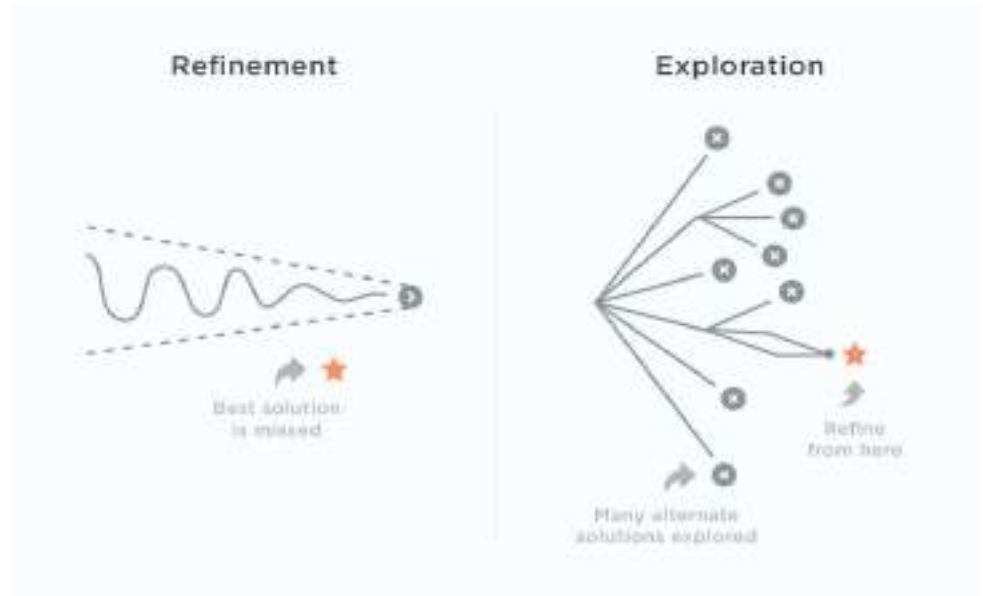 Refinement
Exploration
Best solution
is missed
Refine
from here
Many alternate
solutions explored